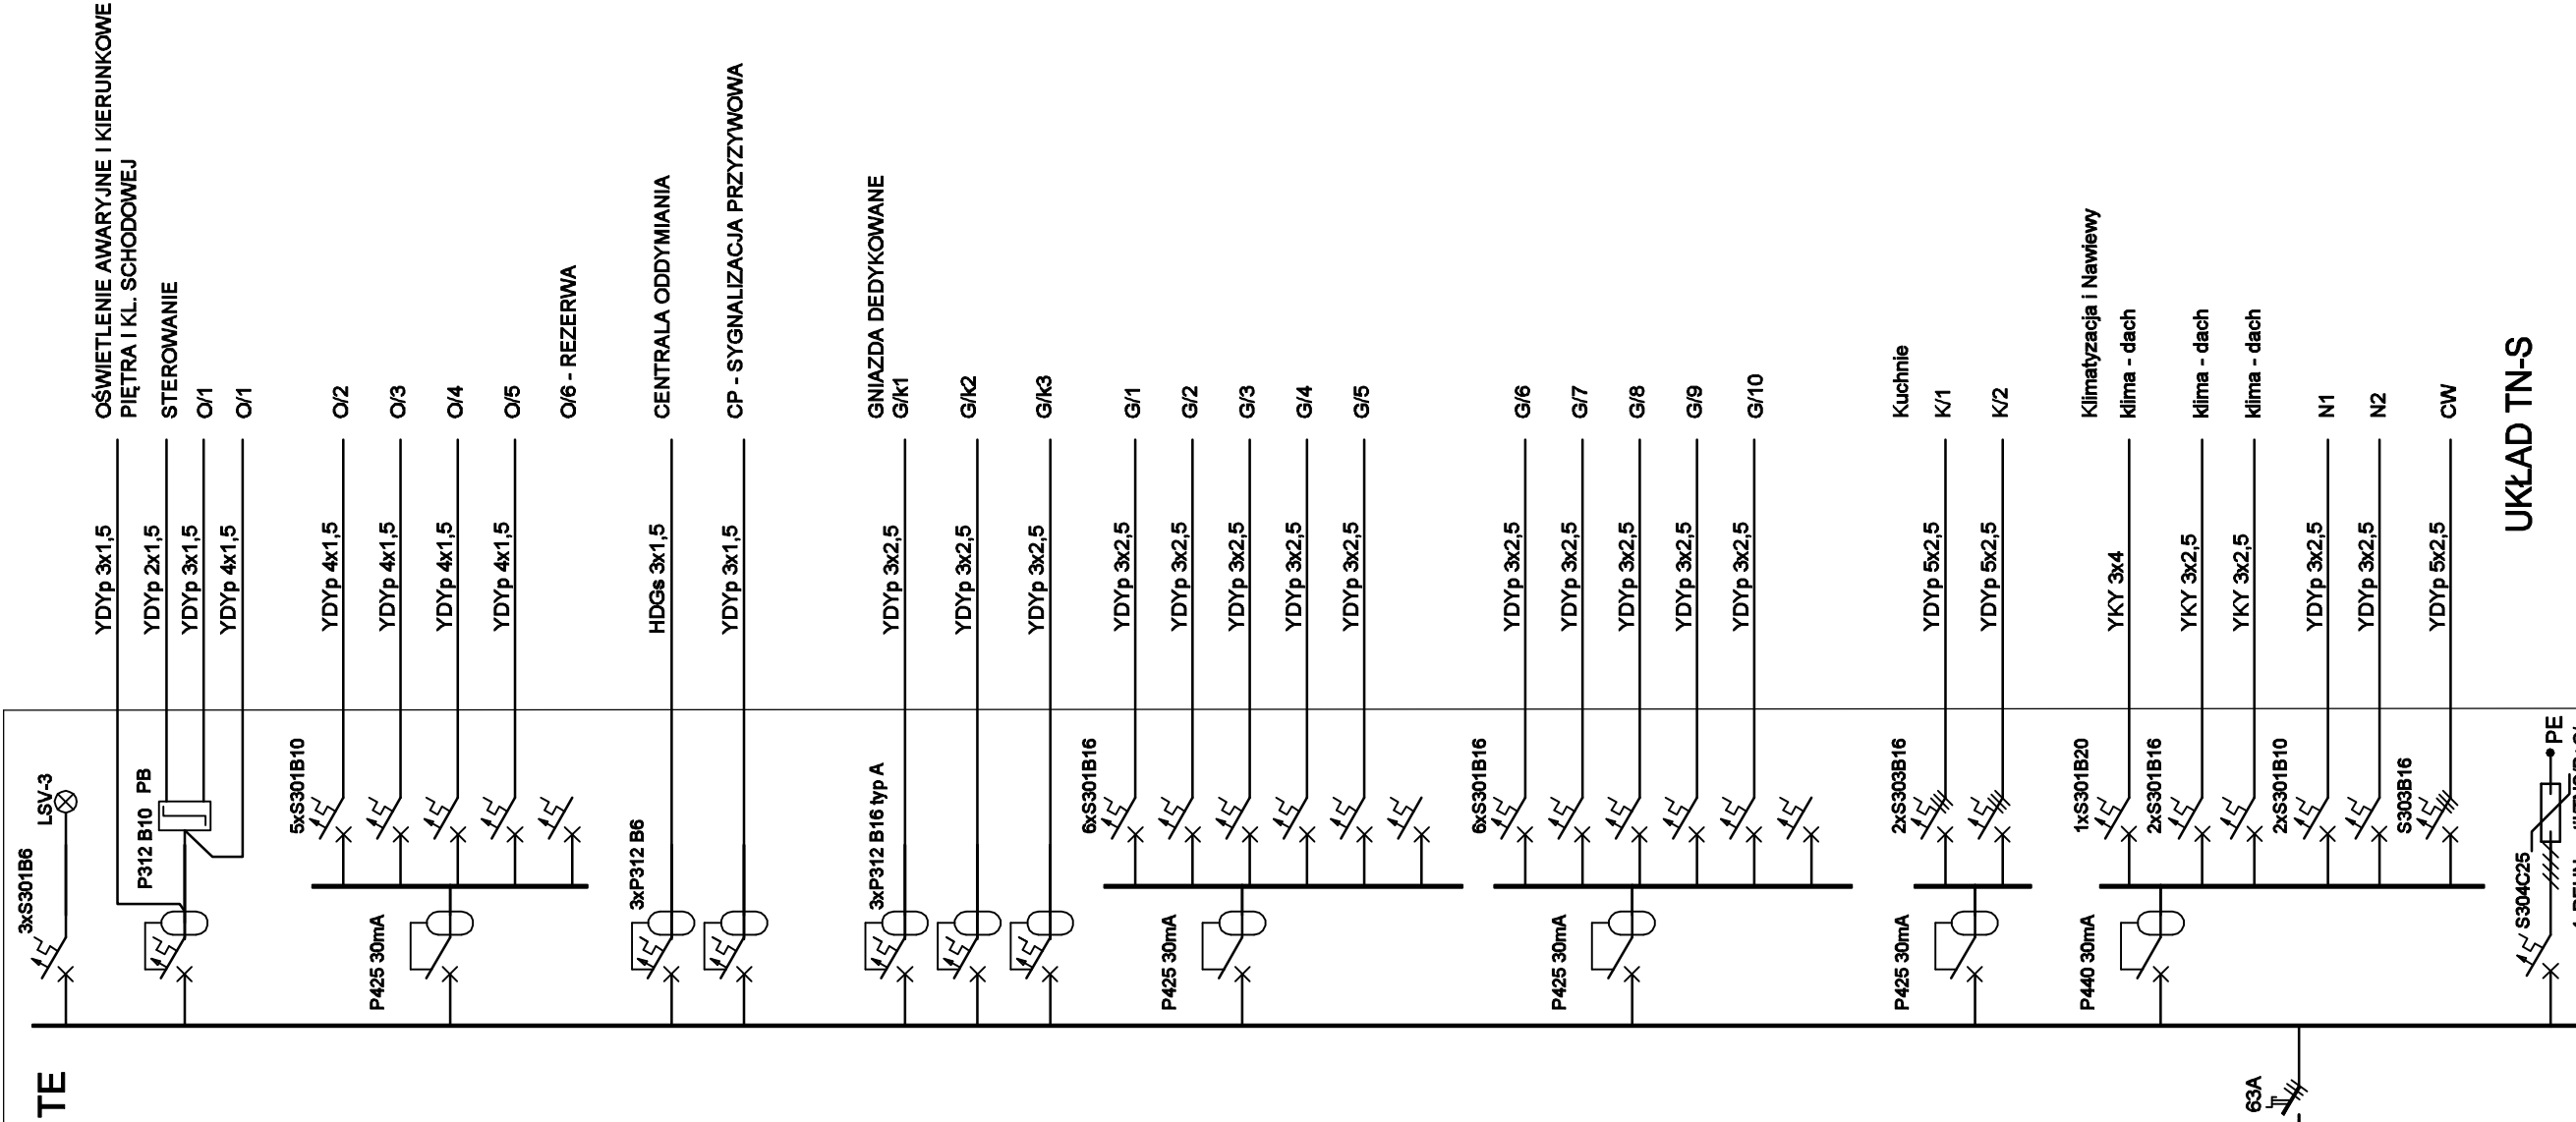 TE
3xS301B6
LSV-3
P312 B10
PB
YDYp 3x1,5
OŚWIETLENIE AWARYJNE I KIERUNKOWE
PIĘTRA I KL. SCHODOWEJ
YDYp 2x1,5
STEROWANIE
YDYp 3x1,5
O/1
YDYp 4x1,5
O/1
P425 30mA
5xS301B10
YDYp 4x1,5
O/2
YDYp 4x1,5
O/3
YDYp 4x1,5
O/4
YDYp 4x1,5
O/5
O/6 - REZERWA
3xP312 B6
HDGs 3x1,5
CENTRALA ODDYMIANIA
YDYp 3x1,5
CP - SYGNALIZACJA PRZYZYWOWA
3xP312 B16 typ A
GNIAZDA DEDYKOWANE
YDYp 3x2,5
G/k1
YDYp 3x2,5
G/k2
YDYp 3x2,5
G/k3
P425 30mA
6xS301B16
YDYp 3x2,5
G/1
YDYp 3x2,5
G/2
YDYp 3x2,5
G/3
YDYp 3x2,5
G/4
YDYp 3x2,5
G/5
P425 30mA
6xS301B16
YDYp 3x2,5
G/6
YDYp 3x2,5
G/7
YDYp 3x2,5
G/8
YDYp 3x2,5
G/9
YDYp 3x2,5
G/10
P425 30mA
2xS303B16
Kuchnie
YDYp 5x2,5
K/1
YDYp 5x2,5
K/2
P440 30mA
1xS301B20
Klimatyzacja i Nawiewy
YKY 3x4
klima - dach
2xS301B16
YKY 3x2,5
klima - dach
YKY 3x2,5
klima - dach
2xS301B10
YDYp 3x2,5
N1
YDYp 3x2,5
N2
S303B16
YDYp 5x2,5
CW
63A
S304C25
PE
UKŁAD TN-S